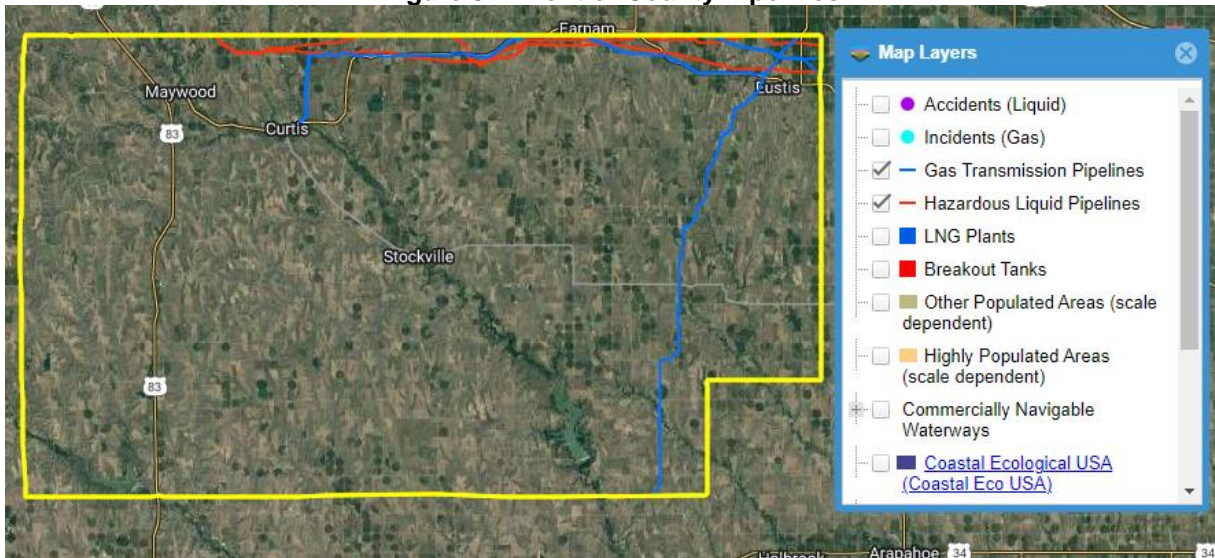 Farnam
Map Layers
Maywood
Eustis
83
Curtis
Accidents (Liquid)
Incidents (Gas)
Gas Transmission Pipelines
Hazardous Liquid Pipelines
Stockville
LNG Plants
Breakout Tanks
Other Populated Areas (scale
dependent)
Highly Populated Areas
(scale dependent)
83
Commercially Navigable
Waterways
Coastal Ecological USA
(Coastal Eco USA)
Holbrook
Arapahoe
34
34